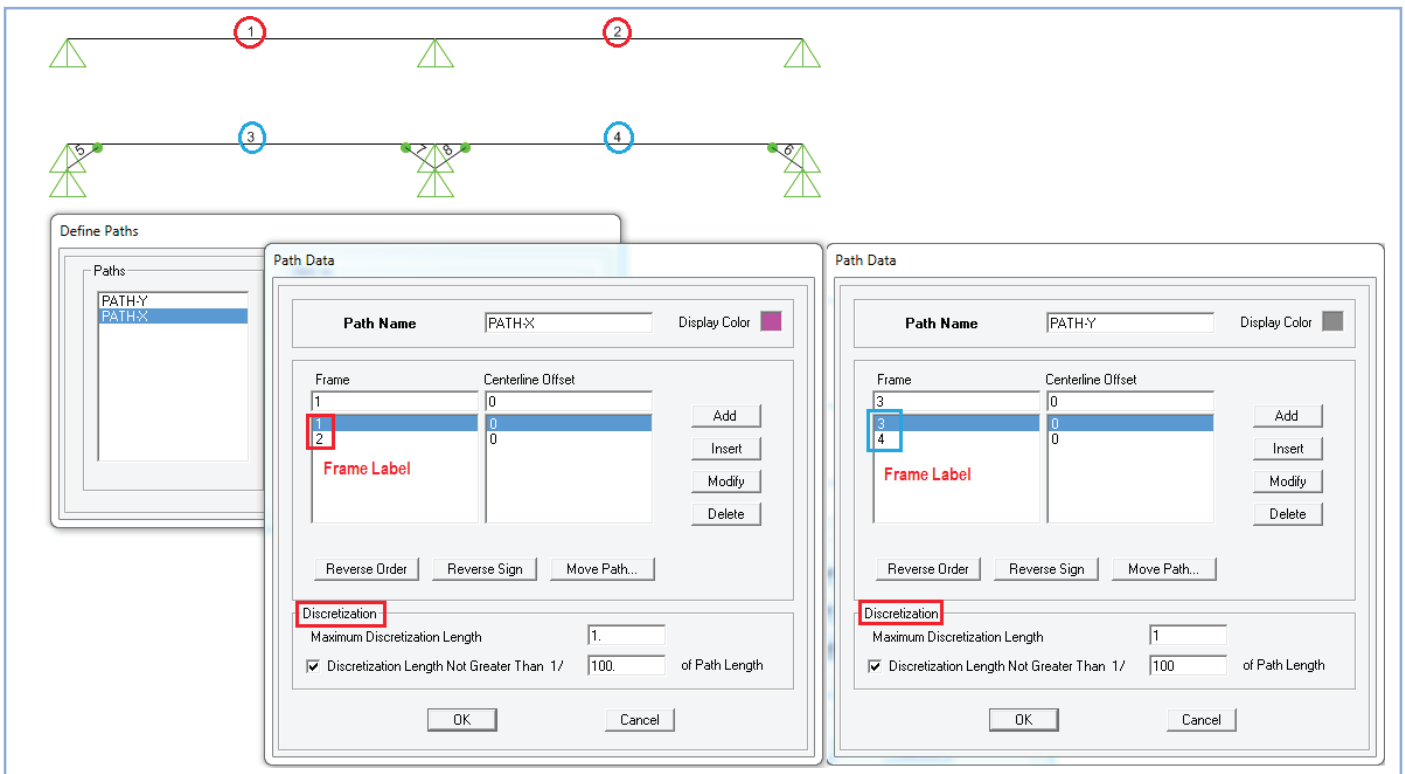 1 2
3 4
5 7 8 6
Define Paths
Paths
PATH-Y
PATH-X
Path Data
Path Name PATH-X Display Color
Frame Centerline Offset
1 0
1 0
2 0
Frame Label
Add
Insert
Modify
Delete
Reverse Order Reverse Sign Move Path...
Discretization
Maximum Discretization Length 1.
Discretization Length Not Greater Than 1/ 100. of Path Length
OK Cancel
Path Data
Path Name PATH-Y Display Color
Frame Centerline Offset
3 0
3 0
4 0
Frame Label
Add
Insert
Modify
Delete
Reverse Order Reverse Sign Move Path...
Discretization
Maximum Discretization Length 1
Discretization Length Not Greater Than 1/ 100 of Path Length
OK Cancel